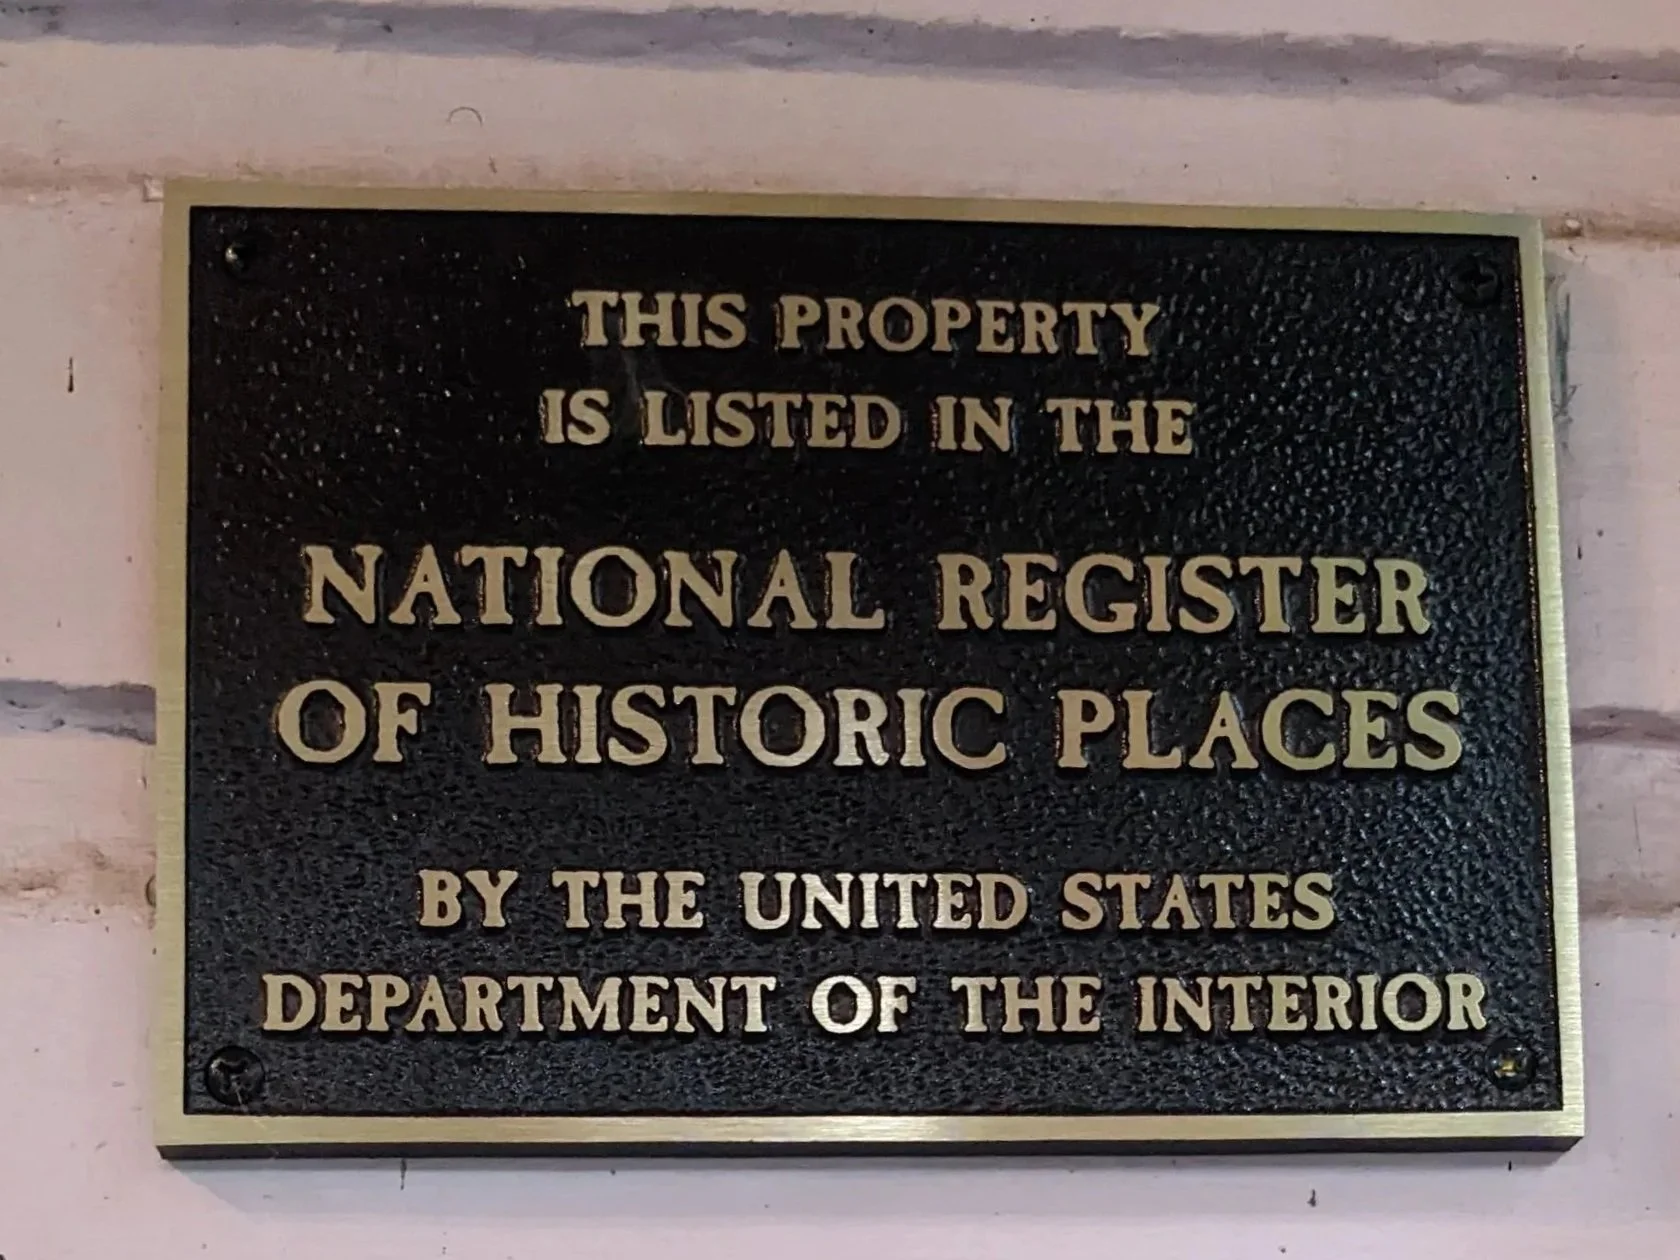 THIS PROPERTY
IS LISTED IN THE
NATIONAL REGISTER
OF HISTORIC PLACES
BY THE UNITED STATES
DEPARTMENT OF THE INTERIOR